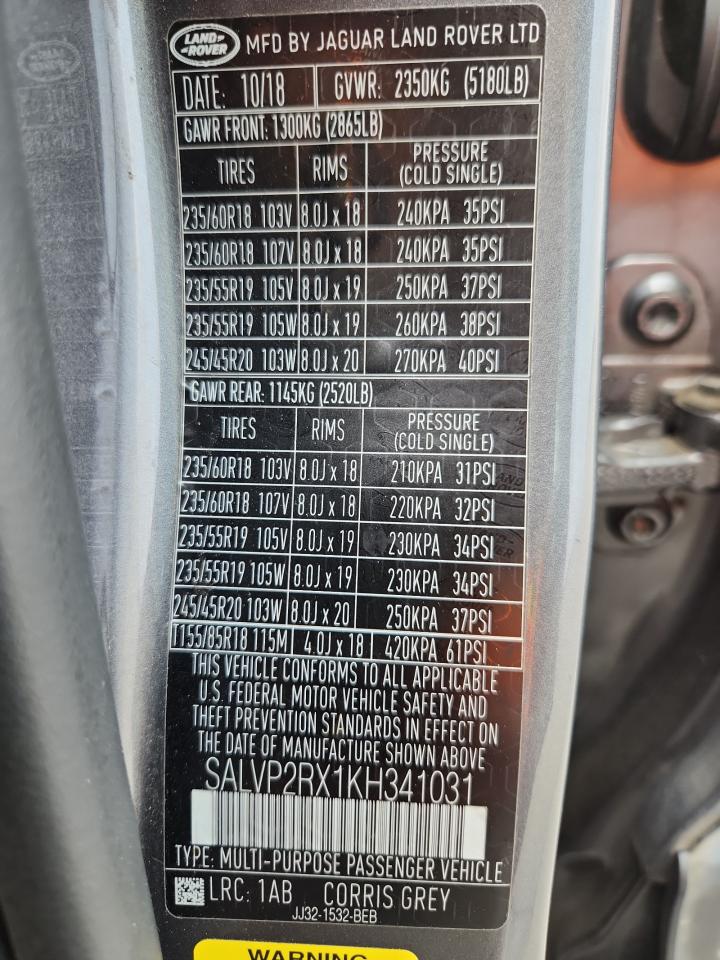 LAND ROVER MFD BY JAGUAR LAND ROVER LTD
DATE: 10/18 GVWR: 2350KG (5180LB)
GAWR FRONT: 1300KG (2865LB)
TIRES RIMS PRESSURE (COLD SINGLE)
235/60R18 103V 8.0J x 18 240KPA 35PSI
235/60R18 107V 8.0J x 18 240KPA 35PSI
235/55R19 105V 8.0J x 19 250KPA 37PSI
235/55R19 105W 8.0J x 19 260KPA 38PSI
245/45R20 103W 8.0J x 20 270KPA 40PSI
GAWR REAR: 1145KG (2520LB)
TIRES RIMS PRESSURE (COLD SINGLE)
235/60R18 103V 8.0J x 18 210KPA 31PSI
235/60R18 107V 8.0J x 18 220KPA 32PSI
235/55R19 105V 8.0J x 19 230KPA 34PSI
235/55R19 105W 8.0J x 19 230KPA 34PSI
245/45R20 103W 8.0J x 20 250KPA 37PSI
T155/85R18 115M 4.0J x 18 420KPA 61PSI
THIS VEHICLE CONFORMS TO ALL APPLICABLE
U.S. FEDERAL MOTOR VEHICLE SAFETY AND
THEFT PREVENTION STANDARDS IN EFFECT ON
THE DATE OF MANUFACTURE SHOWN ABOVE
SALVP2RX1KH341031
TYPE: MULTI-PURPOSE PASSENGER VEHICLE
LRC: 1AB CORRIS GREY
JJ32-1532-BEB
WARNING